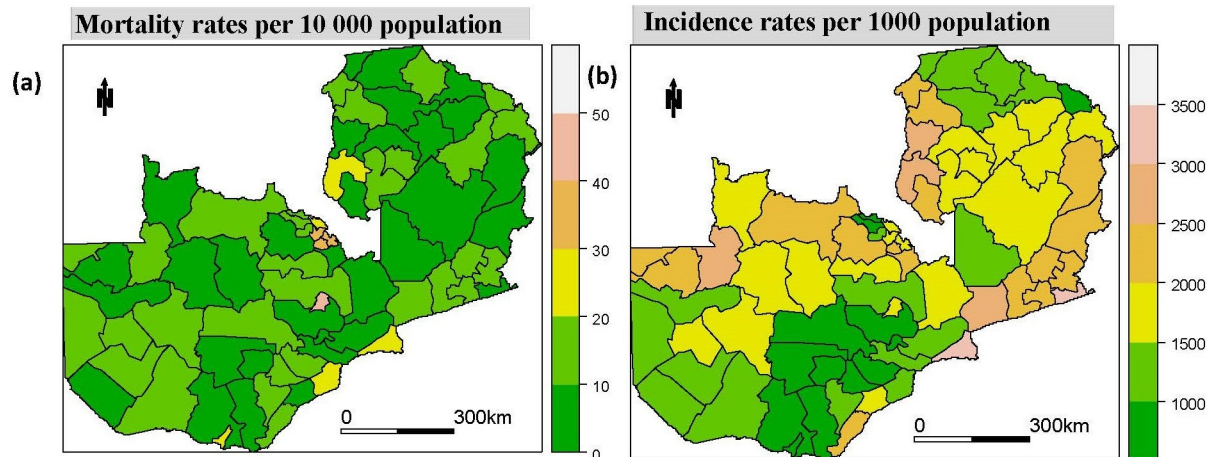 Mortality rates per 10 000 population
Incidence rates per 1000 population
(a)
N
50
40
30
20
10
0
0 300km
(b)
N
3500
3000
2500
2000
1500
1000
0 300km